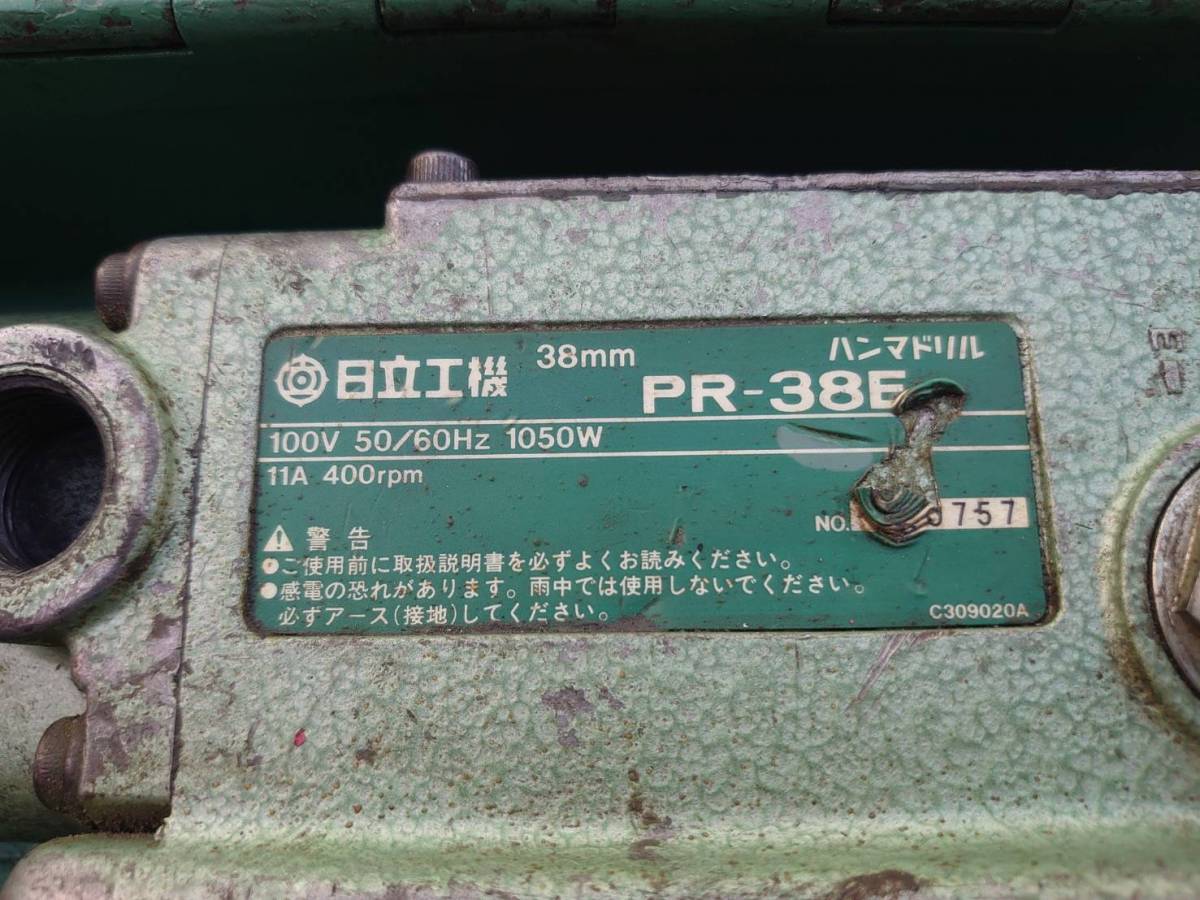 日立工機 38mm ハンマドリル
PR-38E
100V 50/60Hz 1050W
11A 400rpm
NO. 757
警告
●ご使用前に取扱説明書を必ずよくお読みください。
●感電の恐れがあります。雨中では使用しないでください。
必ずアース(接地)してください。
C309020A